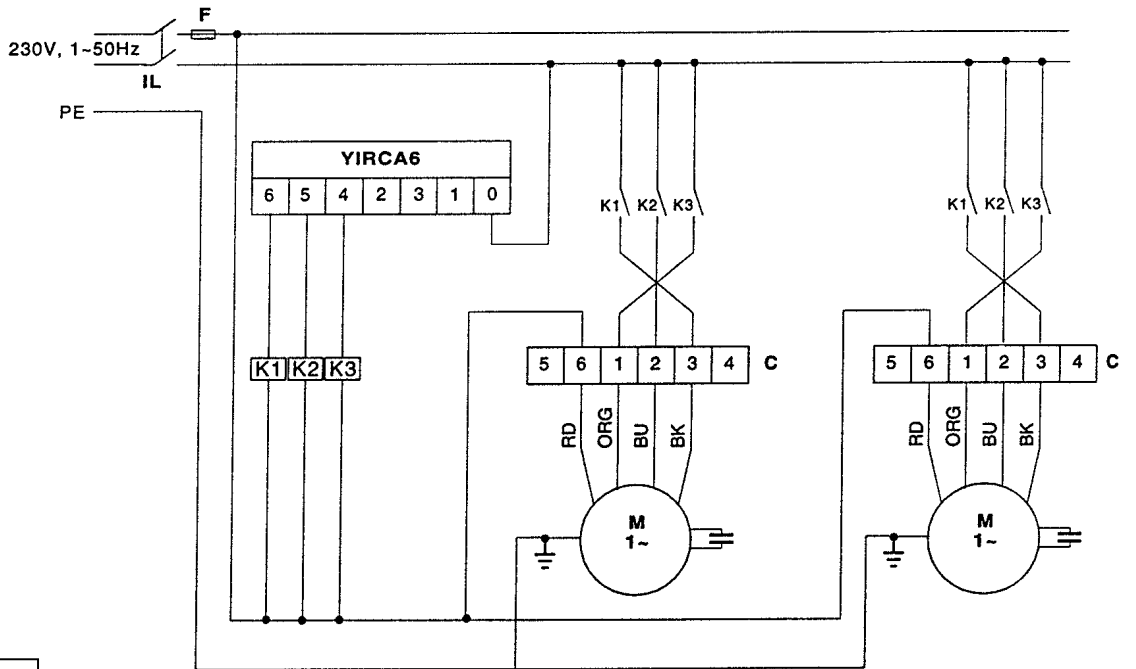 F
230V, 1~50Hz
IL
PE
YIRCA6
6 5 4 2 3 1 0
K1 K2 K3
K1 K2 K3
K1 K2 K3
5 6 1 2 3 4 C
5 6 1 2 3 4 C
RD ORG BU BK
RD ORG BU BK
M
1~
M
1~